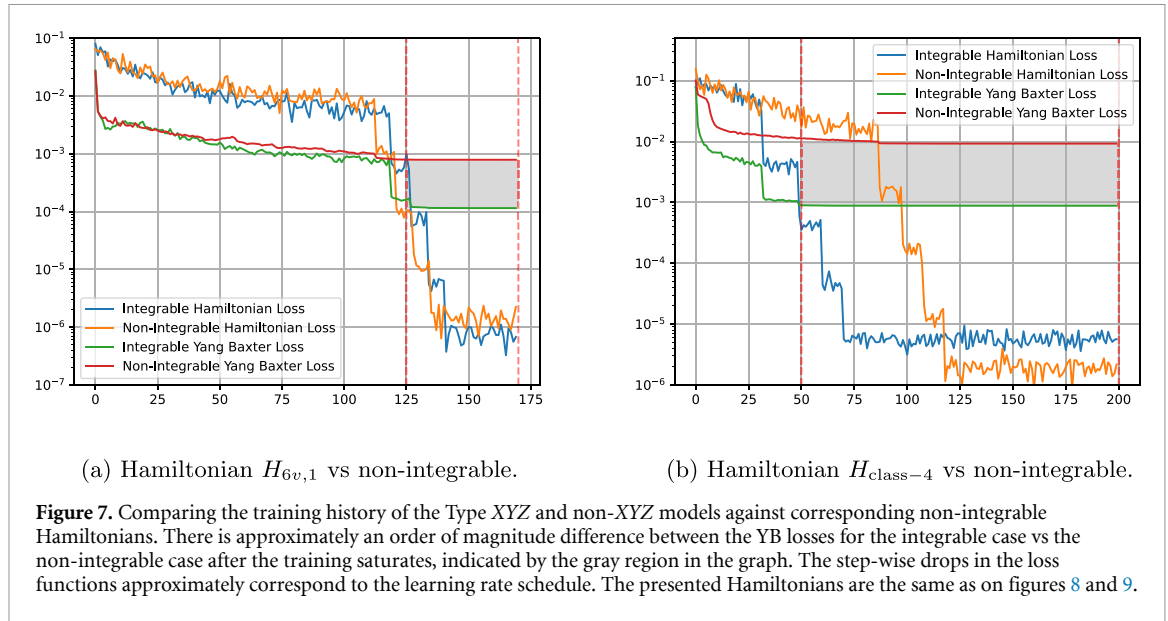 10⁻¹
10⁻²
10⁻³
10⁻⁴
10⁻⁵
10⁻⁶
10⁻⁷
0 25 50 75 100 125 150 175
Integrable Hamiltonian Loss
Non-Integrable Hamiltonian Loss
Integrable Yang Baxter Loss
Non-Integrable Yang Baxter Loss
(a) Hamiltonian H₆ᵥ,₁ vs non-integrable.
10⁻¹
10⁻²
10⁻³
10⁻⁴
10⁻⁵
10⁻⁶
0 25 50 75 100 125 150 175 200
Integrable Hamiltonian Loss
Non-Integrable Hamiltonian Loss
Integrable Yang Baxter Loss
Non-Integrable Yang Baxter Loss
(b) Hamiltonian H_class−4 vs non-integrable.
Figure 7. Comparing the training history of the Type XYZ and non-XYZ models against corresponding non-integrable
Hamiltonians. There is approximately an order of magnitude difference between the YB losses for the integrable case vs the
non-integrable case after the training saturates, indicated by the gray region in the graph. The step-wise drops in the loss
functions approximately correspond to the learning rate schedule. The presented Hamiltonians are the same as on figures 8 and 9.